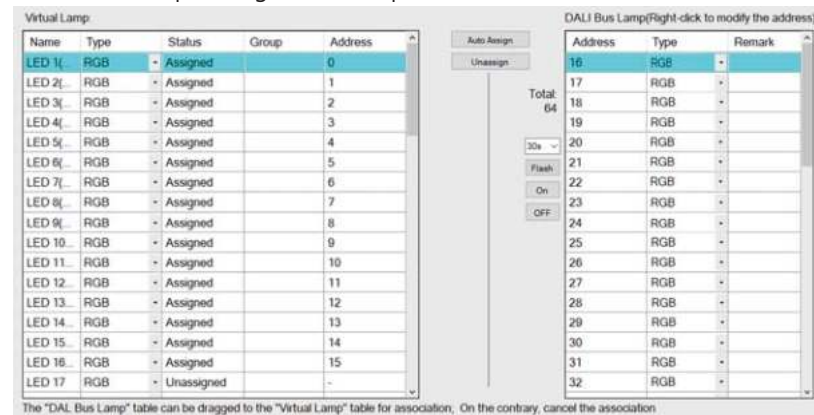 Virtual Lamp:
DALI Bus Lamp(Right-click to modify the address)
Name Type Status Group Address
LED 1(... RGB Assigned 0
LED 2(... RGB Assigned 1
LED 3(... RGB Assigned 2
LED 4(... RGB Assigned 3
LED 5(... RGB Assigned 4
LED 6(... RGB Assigned 5
LED 7(... RGB Assigned 6
LED 8(... RGB Assigned 7
LED 9(... RGB Assigned 8
LED 10... RGB Assigned 9
LED 11... RGB Assigned 10
LED 12... RGB Assigned 11
LED 13... RGB Assigned 12
LED 14... RGB Assigned 13
LED 15... RGB Assigned 14
LED 16... RGB Assigned 15
LED 17 RGB Unassigned -
Auto Assign
Unassign
Total:
64
30s
Flash
On
OFF
Address Type Remark
16 RGB
17 RGB
18 RGB
19 RGB
20 RGB
21 RGB
22 RGB
23 RGB
24 RGB
25 RGB
26 RGB
27 RGB
28 RGB
29 RGB
30 RGB
31 RGB
32 RGB
The "DAL Bus Lamp" table can be dragged to the "Virtual Lamp" table for association; On the contrary, cancel the association